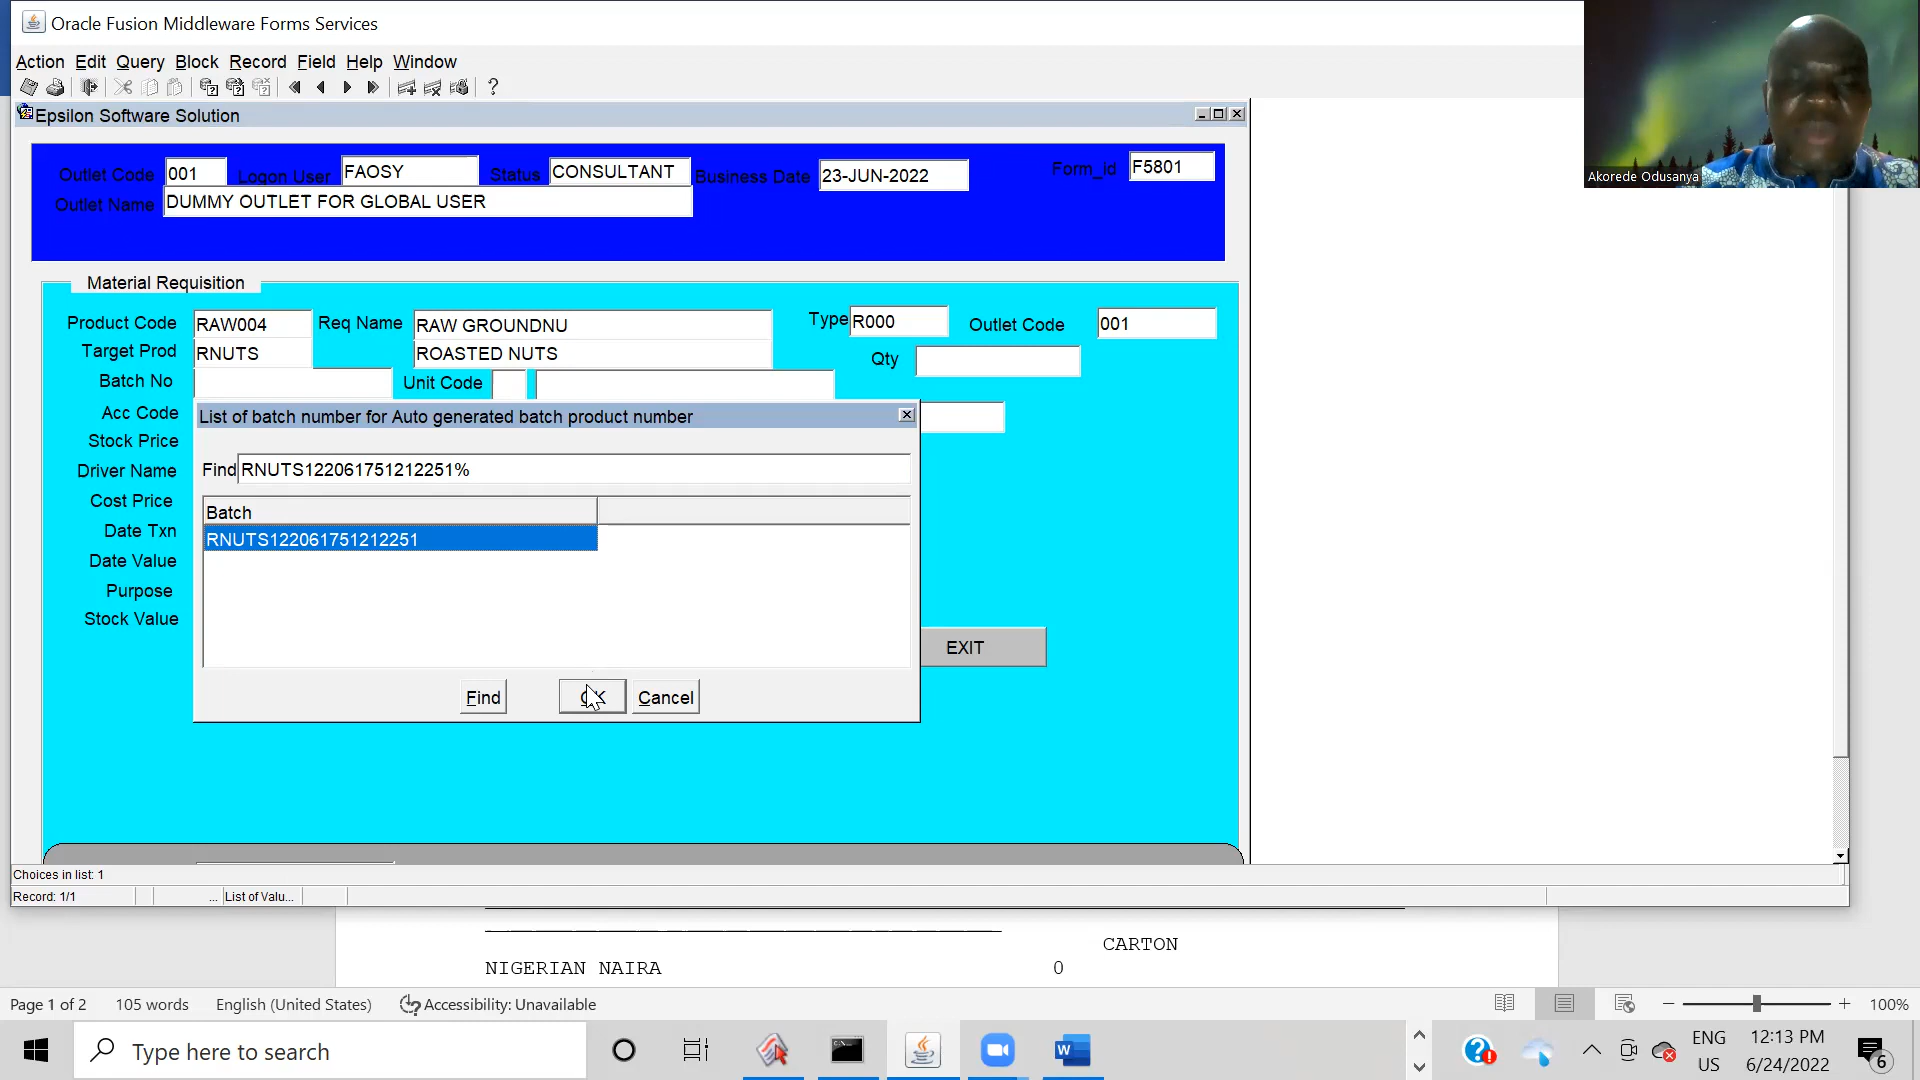 Oracle Fusion Middleware Forms Services
Action Edit Query Block Record Field Help Window
Epsilon Software Solution
Outlet Code 001 Logon User FAOSY Status CONSULTANT Business Date 23-JUN-2022 Form_id F5801
Outlet Name DUMMY OUTLET FOR GLOBAL USER
Akorede Odusanya
Material Requisition
Product Code RAW004 Req Name RAW GROUNDNU Type R000 Outlet Code 001
Target Prod RNUTS ROASTED NUTS Qty
Batch No Unit Code
Acc Code
Stock Price
Driver Name
Cost Price
Date Txn
Date Value
Purpose
Stock Value
List of batch number for Auto generated batch product number
Find RNUTS122061751212251%
Batch
RNUTS122061751212251
Find OK Cancel
EXIT
Choices in list: 1
Record: 1/1 ... List of Valu...
CARTON
NIGERIAN NAIRA 0
Page 1 of 2 105 words English (United States) Accessibility: Unavailable 100%
Type here to search
ENG
US
12:13 PM
6/24/2022
6